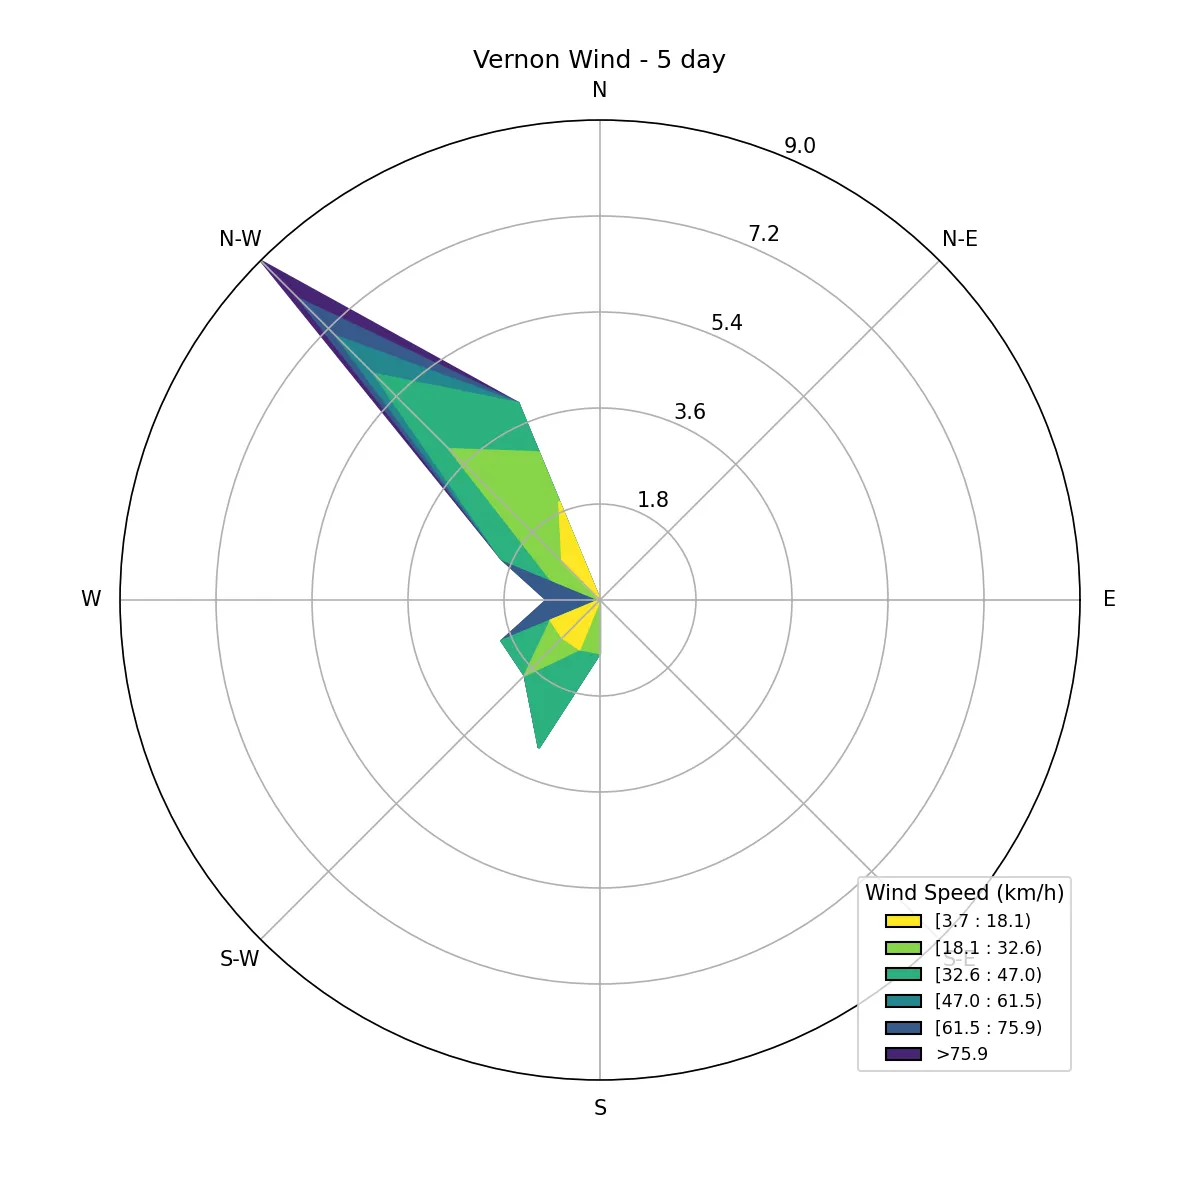 Vernon Wind - 5 day
N
9.0
N-W
N-E
7.2
5.4
3.6
1.8
W
E
Wind Speed (km/h)
[3.7 : 18.1)
[18.1 : 32.6)
S-W
S-E
[32.6 : 47.0)
[47.0 : 61.5)
[61.5 : 75.9)
>75.9
S